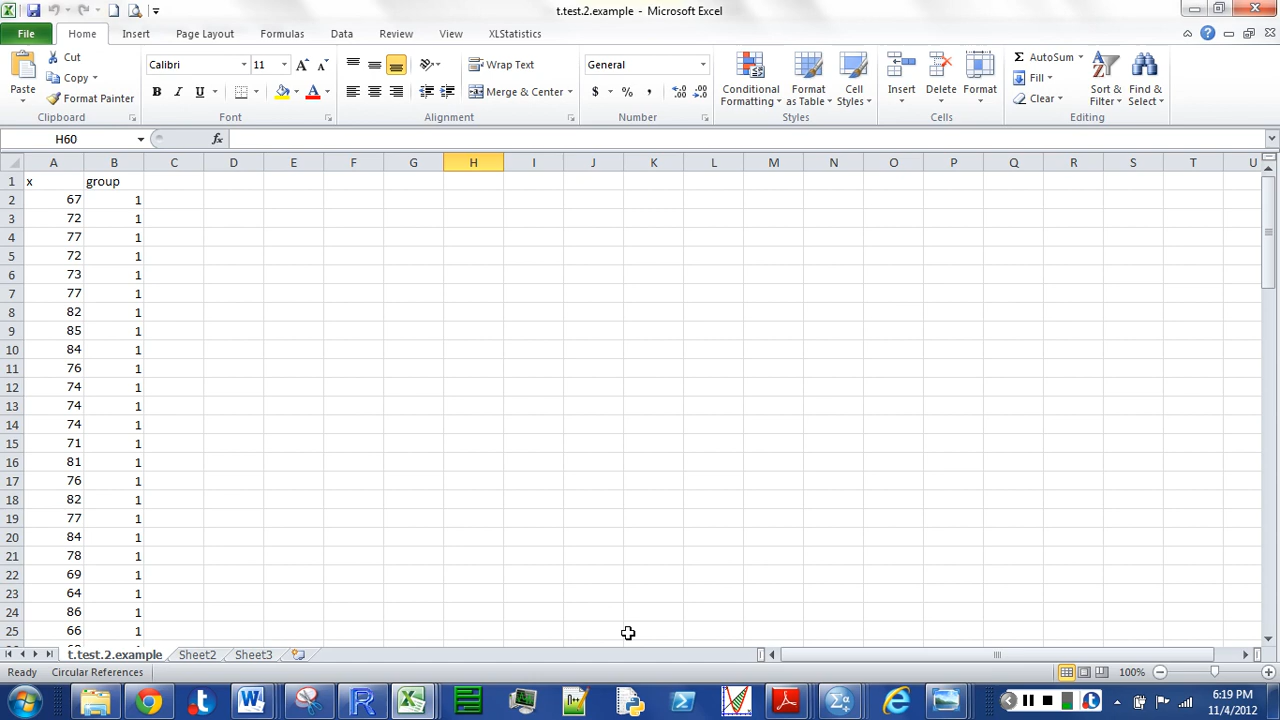 t.test.2.example - Microsoft Excel
File Home Insert Page Layout Formulas Data Review View XLStatistics
Paste
Cut
Copy
Format Painter
Clipboard
Calibri 11
B I U
Font
Wrap Text
Merge & Center
Alignment
General
$ % ,
Number
Conditional Formatting
Format as Table
Cell Styles
Styles
Insert
Delete
Format
Cells
Σ AutoSum
Fill
Clear
Sort & Filter
Find & Select
Editing
H60 fx
A B C D E F G H I J K L M N O P Q R S T U
1 x group
2 67 1
3 72 1
4 77 1
5 72 1
6 73 1
7 77 1
8 82 1
9 85 1
10 84 1
11 76 1
12 74 1
13 74 1
14 74 1
15 71 1
16 81 1
17 76 1
18 82 1
19 77 1
20 84 1
21 78 1
22 69 1
23 64 1
24 86 1
25 66 1
t.test.2.example Sheet2 Sheet3
Ready Circular References 100%
6:19 PM
11/4/2012